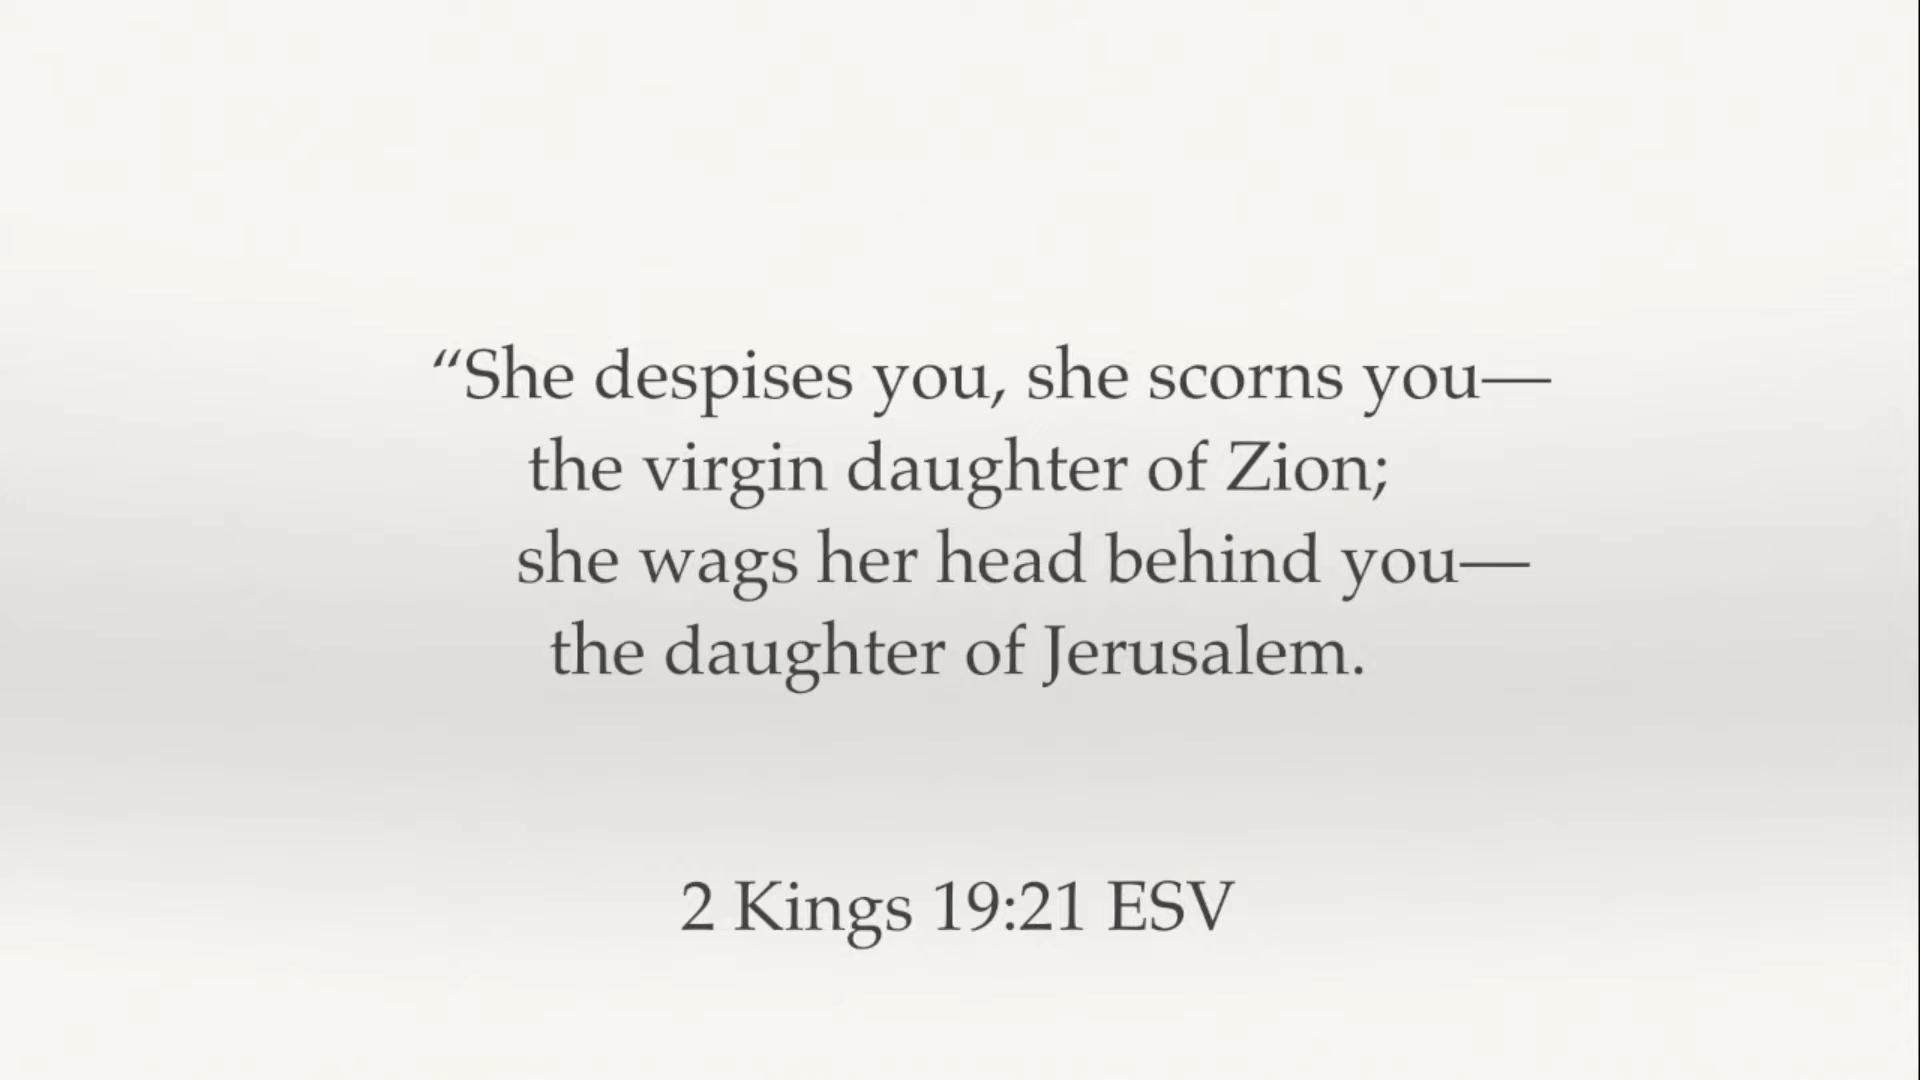 “She despises you, she scorns you—
the virgin daughter of Zion;
she wags her head behind you—
the daughter of Jerusalem.
2 Kings 19:21 ESV